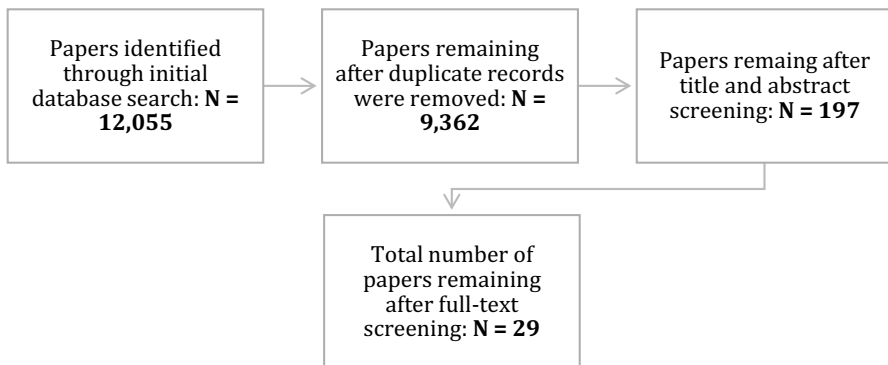 Papers identified
through initial
database search: N =
12,055
Papers remaining
after duplicate records
were removed: N =
9,362
Papers remaing after
title and abstract
screening: N = 197
Total number of
papers remaining
after full-text
screening: N = 29